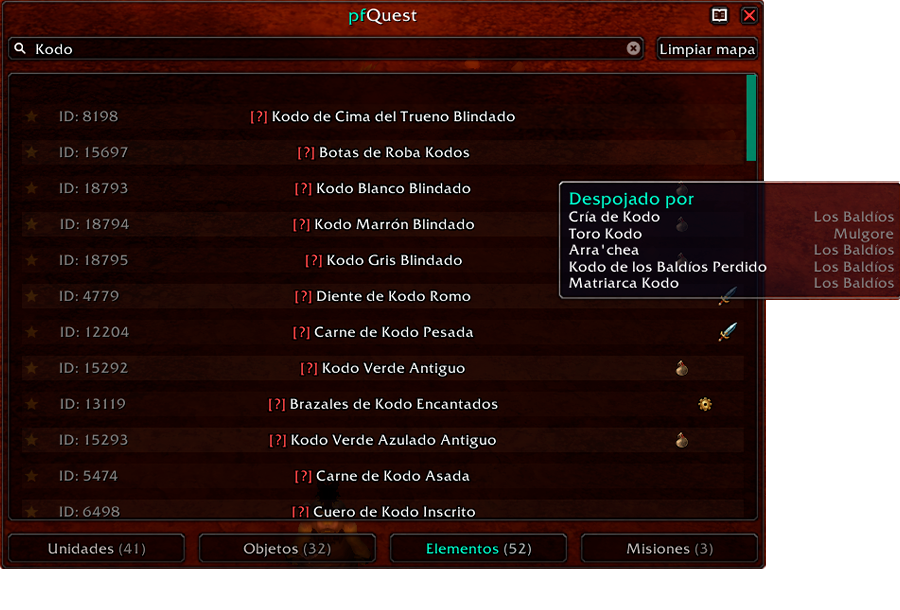 pfQuest
Kodo
Limpiar mapa
ID: 8198 [?] Kodo de Cima del Trueno Blindado
ID: 15697 [?] Botas de Roba Kodos
ID: 18793 [?] Kodo Blanco Blindado
ID: 18794 [?] Kodo Marrón Blindado
ID: 18795 [?] Kodo Gris Blindado
ID: 4779 [?] Diente de Kodo Romo
ID: 12204 [?] Carne de Kodo Pesada
ID: 15292 [?] Kodo Verde Antiguo
ID: 13119 [?] Brazales de Kodo Encantados
ID: 15293 [?] Kodo Verde Azulado Antiguo
ID: 5474 [?] Carne de Kodo Asada
ID: 6498 [?] Cuero de Kodo Inscrito
Despojado por
Cría de Kodo Los Baldíos
Toro Kodo Mulgore
Arra'chea Los Baldíos
Kodo de los Baldíos Perdido Los Baldíos
Matriarca Kodo Los Baldíos
Unidades (41) Objetos (32) Elementos (52) Misiones (3)